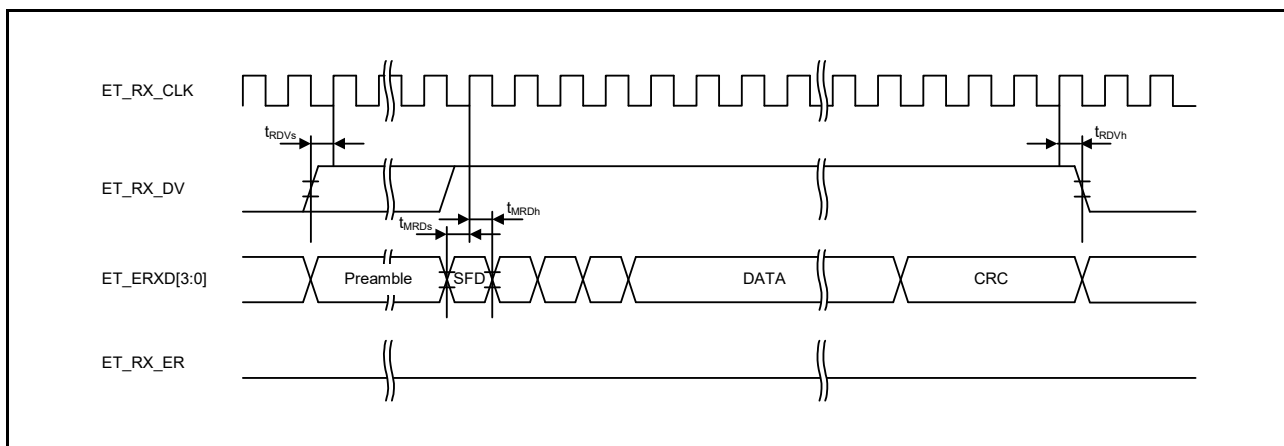 ET_RX_CLK
tRDVs
tRDVh
ET_RX_DV
tMRDs
tMRDh
ET_ERXD[3:0]
Preamble
SFD
DATA
CRC
ET_RX_ER